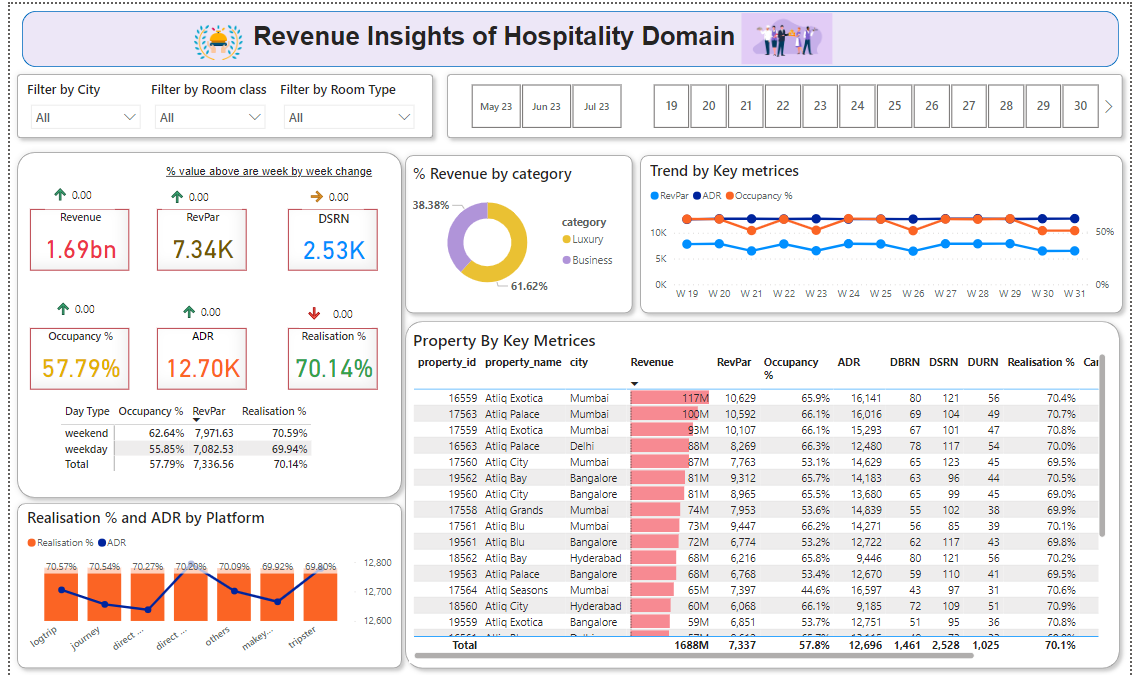 Revenue Insights of Hospitality Domain
Filter by City
All
Filter by Room class
All
Filter by Room Type
All
May 23 Jun 23 Jul 23
19 20 21 22 23 24 25 26 27 28 29 30
% value above are week by week change
0.00 0.00 0.00
Revenue RevPar DSRN
1.69bn 7.34K 2.53K
0.00 0.00 0.00
Occupancy % ADR Realisation %
57.79% 12.70K 70.14%
Day Type Occupancy % RevPar Realisation %
weekend 62.64% 7,971.63 70.59%
weekday 55.85% 7,082.53 69.94%
Total 57.79% 7,336.56 70.14%
% Revenue by category
38.38%
61.62%
category
Luxury
Business
Trend by Key metrices
RevPar ADR Occupancy %
10K
5K
0K
50%
0%
W 19 W 20 W 21 W 22 W 23 W 24 W 25 W 26 W 27 W 28 W 29 W 30 W 31
Realisation % and ADR by Platform
Realisation % ADR
70.57% 70.54% 70.27% 70.20% 70.09% 69.92% 69.80%
12,800
12,700
12,600
logtrip journey direct ... direct ... others makey... tripster
Property By Key Metrices
property_id property_name city Revenue RevPar Occupancy % ADR DBRN DSRN DURN Realisation % Can
16559 Atliq Exotica Mumbai 117M 10,629 65.9% 16,141 80 121 56 70.4%
17563 Atliq Palace Mumbai 100M 10,592 66.1% 16,016 69 104 49 70.7%
17559 Atliq Exotica Mumbai 93M 10,107 66.1% 15,293 67 101 47 70.8%
16563 Atliq Palace Delhi 88M 8,269 66.3% 12,480 78 117 54 70.0%
17560 Atliq City Mumbai 87M 7,763 53.1% 14,629 65 123 45 69.5%
19562 Atliq Bay Bangalore 81M 9,312 65.7% 14,183 63 96 44 70.5%
19560 Atliq City Bangalore 81M 8,965 65.5% 13,680 65 99 45 69.0%
17558 Atliq Grands Mumbai 74M 7,953 53.6% 14,839 55 102 38 69.9%
17561 Atliq Blu Mumbai 73M 9,447 66.2% 14,271 56 85 39 70.1%
19561 Atliq Blu Bangalore 72M 6,774 53.2% 12,722 62 117 43 69.8%
18562 Atliq Bay Hyderabad 68M 6,216 65.8% 9,446 80 121 56 70.2%
19563 Atliq Palace Bangalore 68M 6,768 53.4% 12,670 59 110 41 69.5%
17564 Atliq Seasons Mumbai 65M 7,397 44.6% 16,597 43 97 31 70.6%
18560 Atliq City Hyderabad 60M 6,068 66.1% 9,185 72 109 51 70.9%
19559 Atliq Exotica Bangalore 59M 6,851 53.7% 12,751 51 95 36 70.8%
Total 1688M 7,337 57.8% 12,696 1,461 2,528 1,025 70.1%